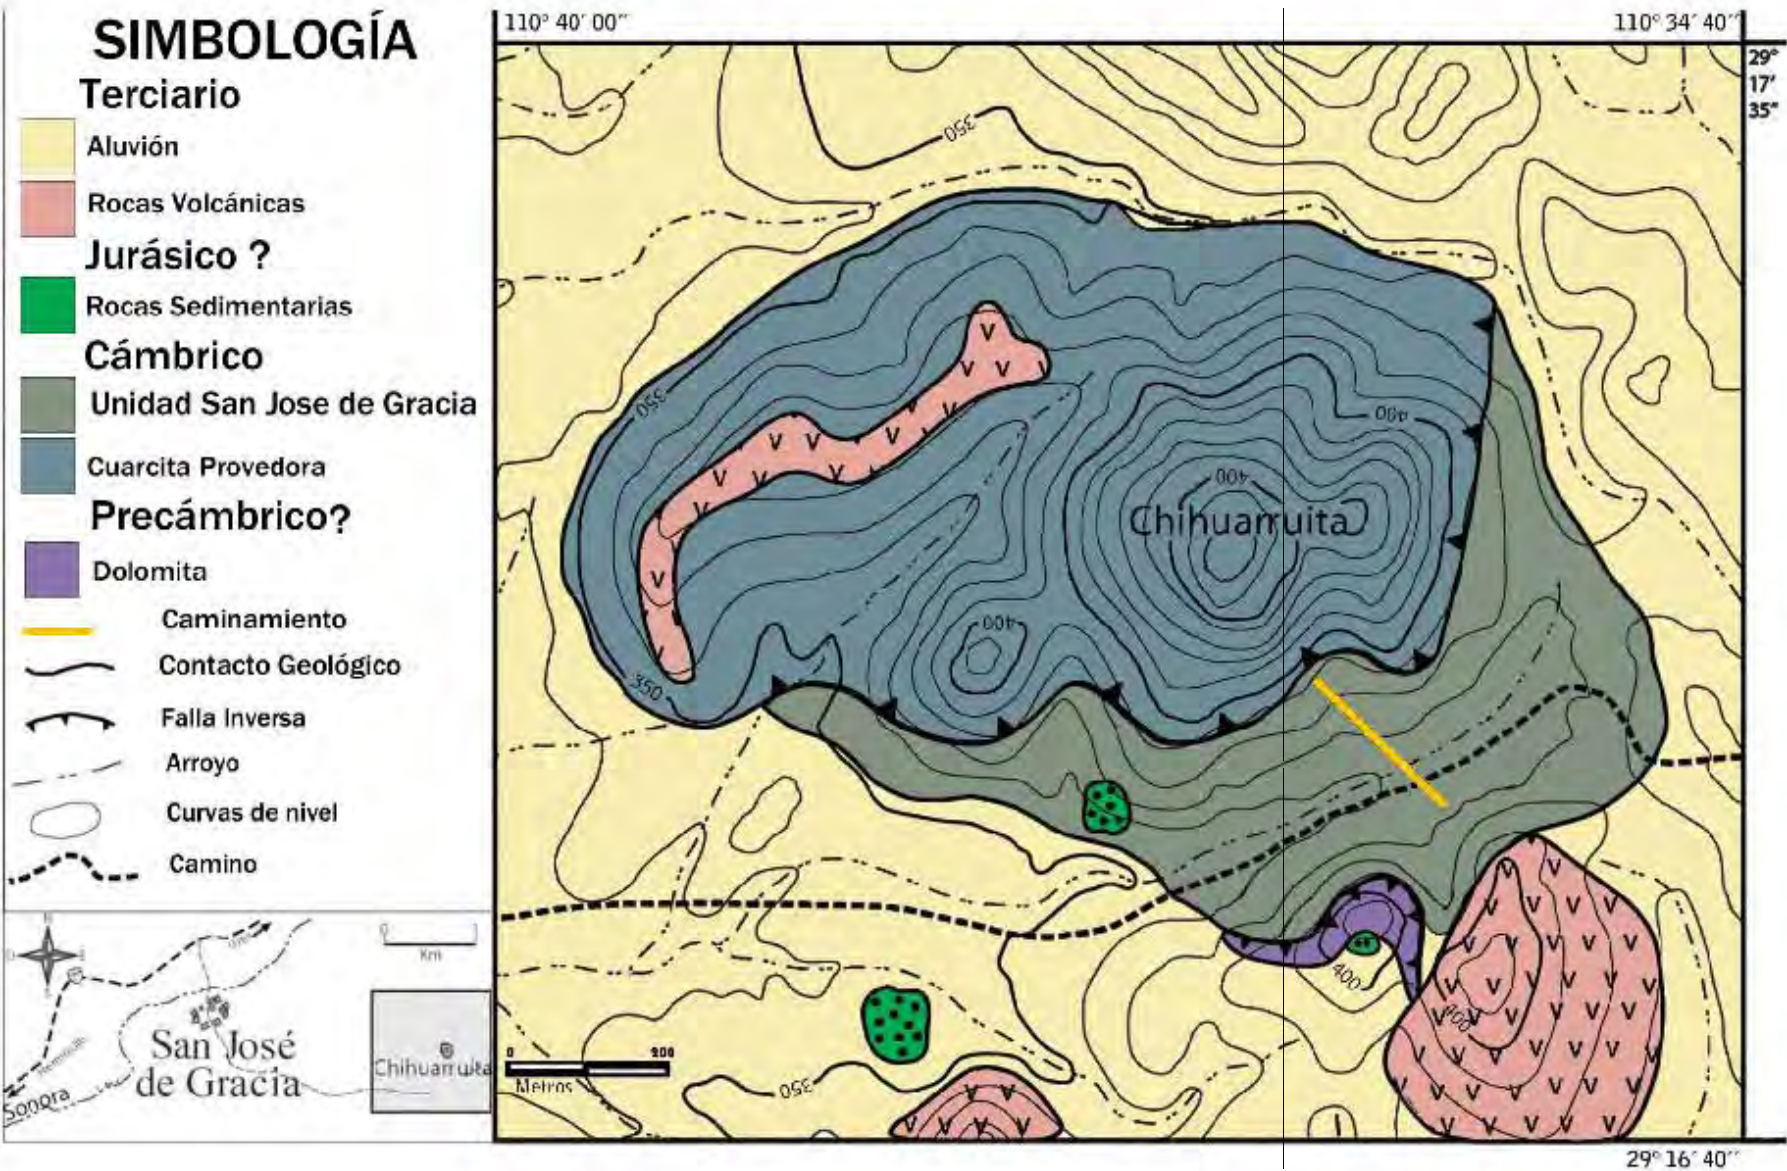 SIMBOLOGÍA
Terciario
Aluvión
Rocas Volcánicas
Jurásico ?
Rocas Sedimentarias
Cámbrico
Unidad San Jose de Gracia
Cuarcita Provedora
Precámbrico?
Dolomita
Caminamiento
Contacto Geológico
Falla Inversa
Arroyo
Curvas de nivel
Camino
0
Km
San José
de Gracia
Sonora
Chihuarruita
110° 40' 00"
110° 34' 40"
29°
17'
35"
350
350
400
400
Chihuarruita
400
350
400
400
0 200
Metros
350
29° 16' 40"